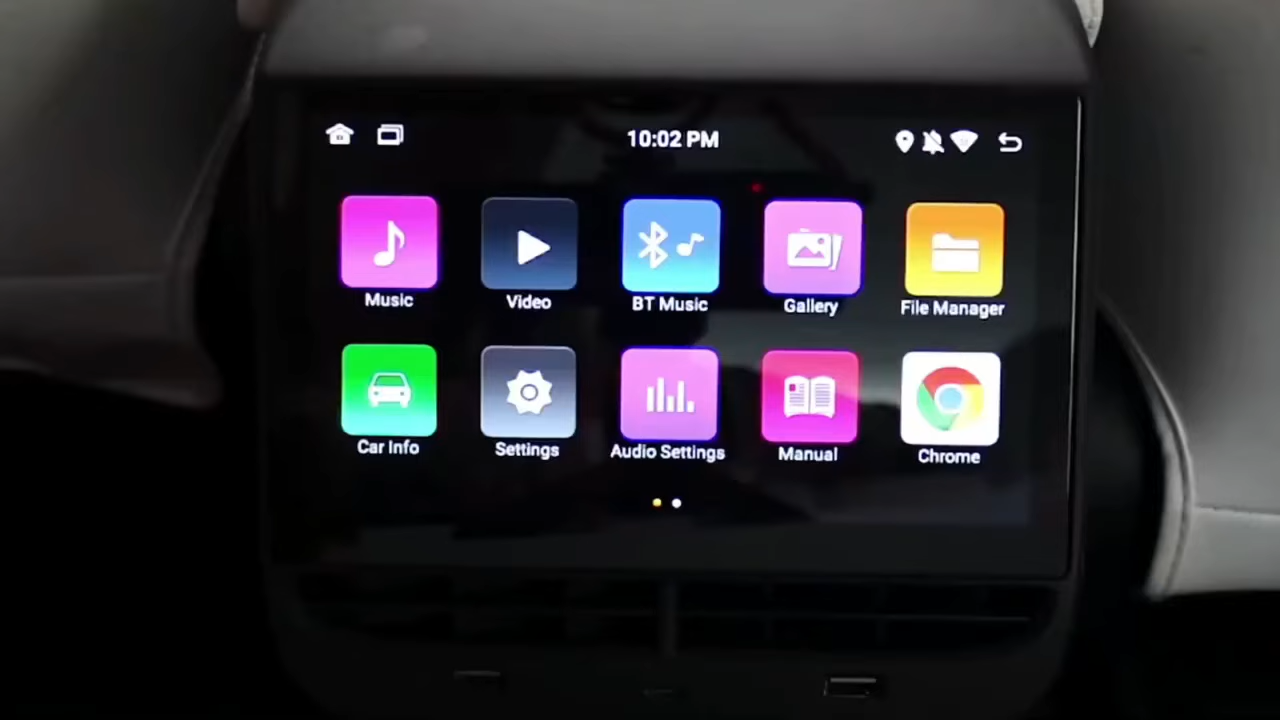 10:02 PM
Music
Video
BT Music
Gallery
File Manager
Car Info
Settings
Audio Settings
Manual
Chrome